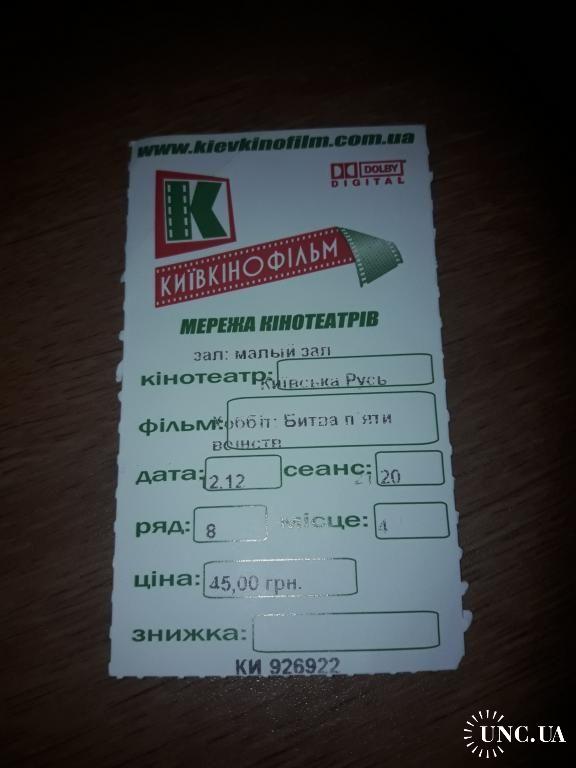 www.kievkinofilm.com.ua
DOLBY
DIGITAL
K
КИЇВКІНОФІЛЬМ
МЕРЕЖА КІНОТЕАТРІВ
зал: малый зал
кінотеатр:
Київська Русь
фільм: Хоббіт: Битва п'яти
воїнств
дата: 2.12 сеанс: 21 20
ряд: 8 місце: 4
ціна: 45,00 грн.
знижка:
КИ 926922
UNC.UA